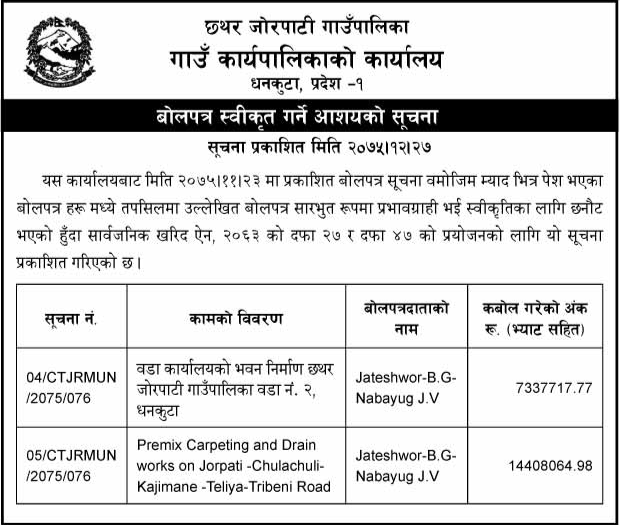 छथर जोरपाटी गाउँपालिका
गाउँ कार्यपालिकाको कार्यालय
धनकुटा, प्रदेश -१
बोलपत्र स्वीकृत गर्ने आशयको सूचना
सूचना प्रकाशित मिति २०७५।१२।२७
यस कार्यालयबाट मिति २०७५।११।२३ मा प्रकाशित बोलपत्र सूचना वमोजिम म्याद भित्र पेश भएका
बोलपत्र हरू मध्ये तपसिलमा उल्लेखित बोलपत्र सारभुत रूपमा प्रभावग्राही भई स्वीकृतिका लागि छनौट
भएको हुँदा सार्वजनिक खरिद ऐन, २०६३ को दफा २७ र दफा ४७ को प्रयोजनको लागि यो सूचना
प्रकाशित गरिएको छ।
सूचना नं.
कामको विवरण
बोलपत्रदाताको
नाम
कबोल गरेको अंक
रू. (भ्याट सहित)
04/CTJRMUN
/2075/076
वडा कार्यालयको भवन निर्माण छथर
जोरपाटी गाउँपालिका वडा नं. २,
धनकुटा
Jateshwor-B.G-
Nabayug J.V
7337717.77
05/CTJRMUN
/2075/076
Premix Carpeting and Drain
works on Jorpati -Chulachuli-
Kajimane -Teliya-Tribeni Road
Jateshwor-B.G-
Nabayug J.V
14408064.98